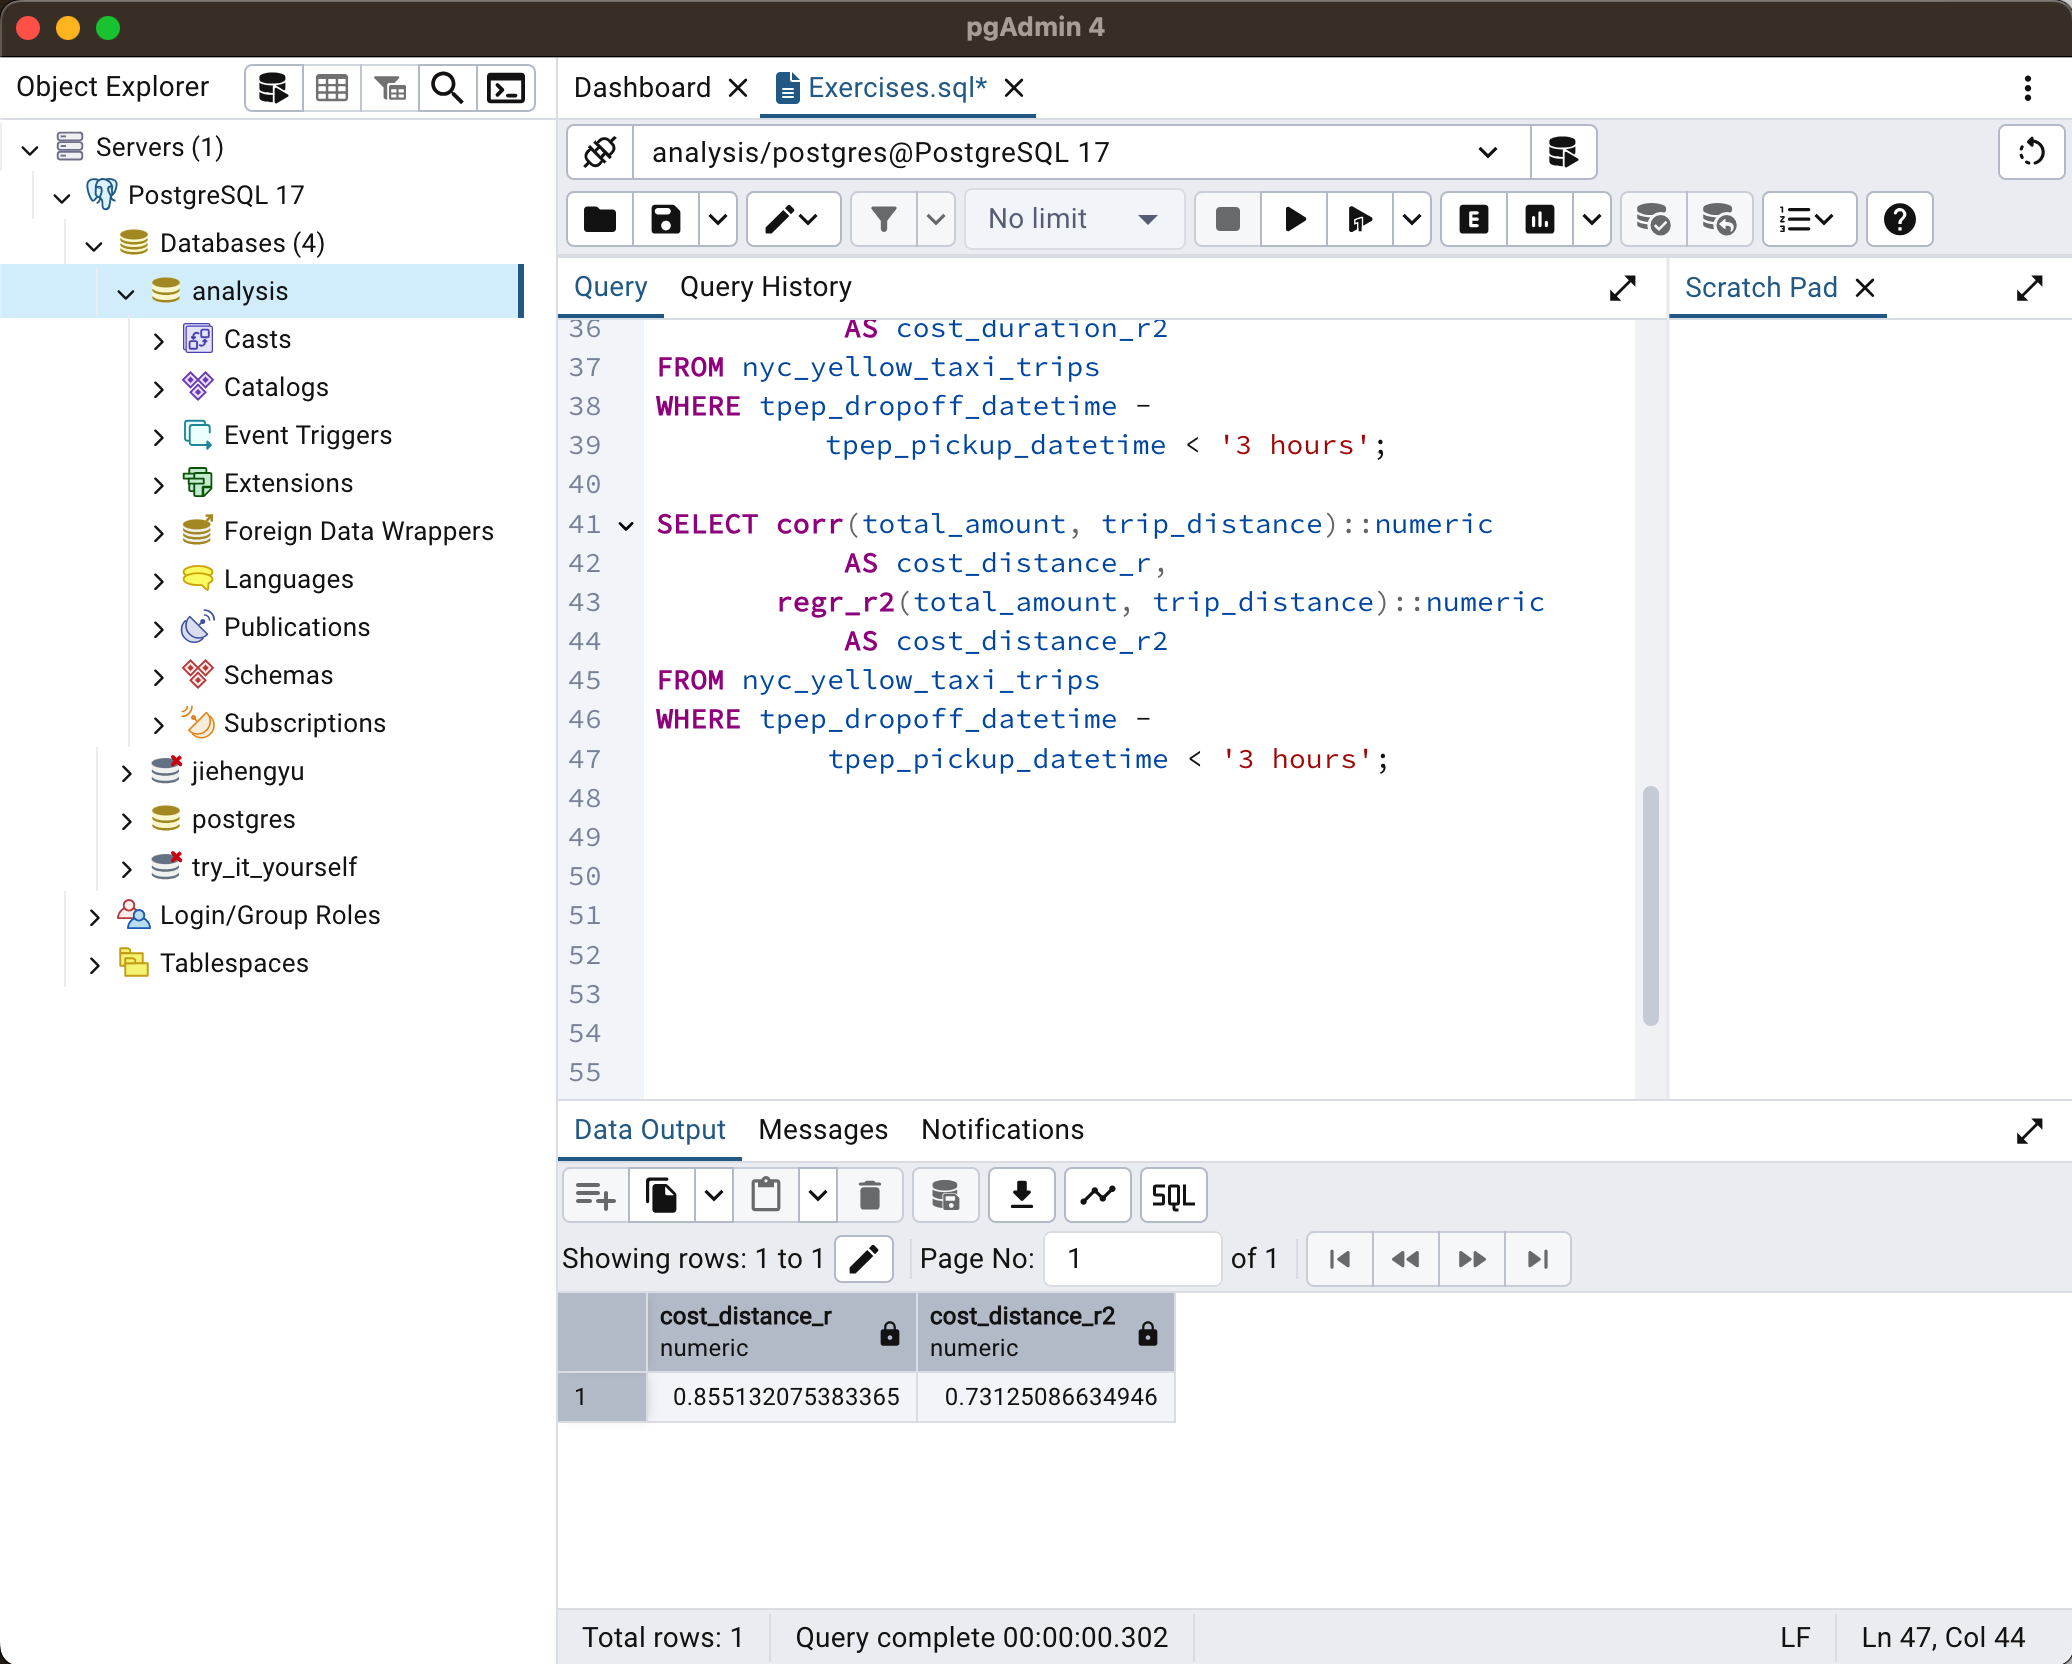 pgAdmin 4
Object Explorer
Dashboard
Exercises.sql*
Servers (1)
PostgreSQL 17
Databases (4)
analysis
Casts
Catalogs
Event Triggers
Extensions
Foreign Data Wrappers
Languages
Publications
Schemas
Subscriptions
jiehengyu
postgres
try_it_yourself
Login/Group Roles
Tablespaces
analysis/postgres@PostgreSQL 17
No limit
E
Query
Query History
Scratch Pad
36 AS cost_duration_r2
37 FROM nyc_yellow_taxi_trips
38 WHERE tpep_dropoff_datetime -
39 tpep_pickup_datetime < '3 hours';
40
41 SELECT corr(total_amount, trip_distance)::numeric
42 AS cost_distance_r,
43 regr_r2(total_amount, trip_distance)::numeric
44 AS cost_distance_r2
45 FROM nyc_yellow_taxi_trips
46 WHERE tpep_dropoff_datetime -
47 tpep_pickup_datetime < '3 hours';
48
49
50
51
52
53
54
55
Data Output
Messages
Notifications
SQL
Showing rows: 1 to 1
Page No: 1 of 1
cost_distance_r cost_distance_r2
numeric numeric
1 0.855132075383365 0.73125086634946
Total rows: 1
Query complete 00:00:00.302
LF
Ln 47, Col 44